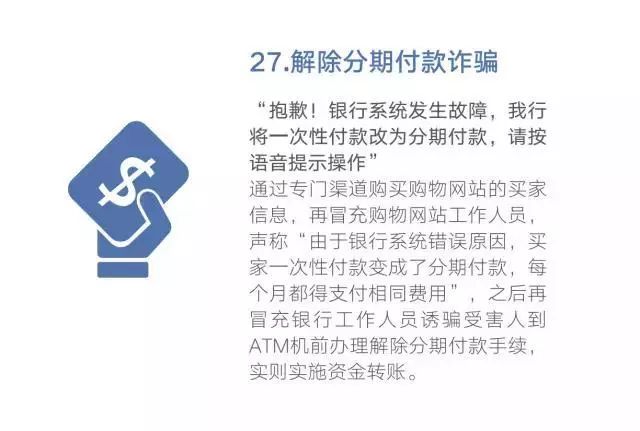 27.解除分期付款诈骗
“抱歉！银行系统发生故障，我行
将一次性付款改为分期付款，请按
语音提示操作”
通过专门渠道购买购物网站的买家
信息，再冒充购物网站工作人员，
声称“由于银行系统错误原因，买
家一次性付款变成了分期付款，每
个月都得支付相同费用”，之后再
冒充银行工作人员诱骗受害人到
ATM机前办理解除分期付款手续，
实则实施资金转账。